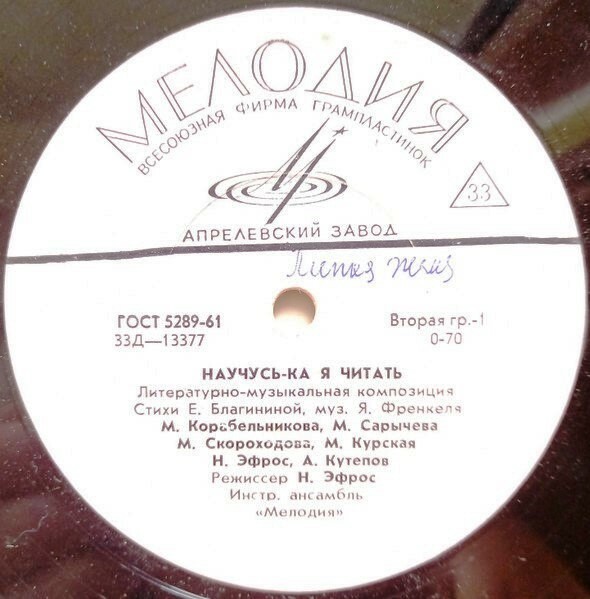 МЕЛОДИЯ
ВСЕСОЮЗНАЯ ФИРМА ГРАМПЛАСТИНОК
33
АПРЕЛЕВСКИЙ ЗАВОД
ГОСТ 5289-61
Вторая гр.-1
33Д—13377
0-70
НАУЧУСЬ-КА Я ЧИТАТЬ
Литературно-музыкальная композиция
Стихи Е. Благининой, муз. Я. Френкеля
М. Корабельникова, М. Сарычева
М. Скороходова, М. Курская
Н. Эфрос, А. Кутепов
Режиссер Н. Эфрос
Инстр. ансамбль
«Мелодия»